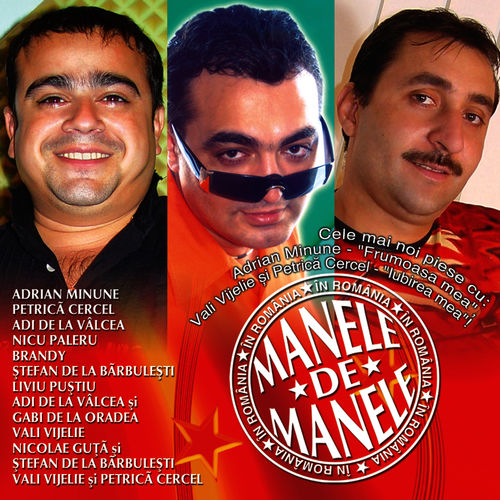 Cele mai noi piese cu:
Adrian Minune - "Frumoasa mea";
Vali Vijelie și Petrică Cercel - "Iubirea mea"!
ADRIAN MINUNE
PETRICĂ CERCEL
ADI DE LA VÂLCEA
NICU PALERU
BRANDY
ȘTEFAN DE LA BĂRBULEȘTI
LIVIU PUȘTIU
ADI DE LA VÂLCEA și
GABI DE LA ORADEA
VALI VIJELIE
NICOLAE GUȚĂ și
ȘTEFAN DE LA BĂRBULEȘTI
VALI VIJELIE și PETRICĂ CERCEL
MANELE
DE
MANELE
ÎN ROMÂNIA ★ ÎN ROMÂNIA ★ ÎN ROMÂNIA ★ ÎN ROMÂNIA ★ ÎN ROMÂNIA ★ ÎN ROMÂNIA ★ ÎN ROMÂNIA